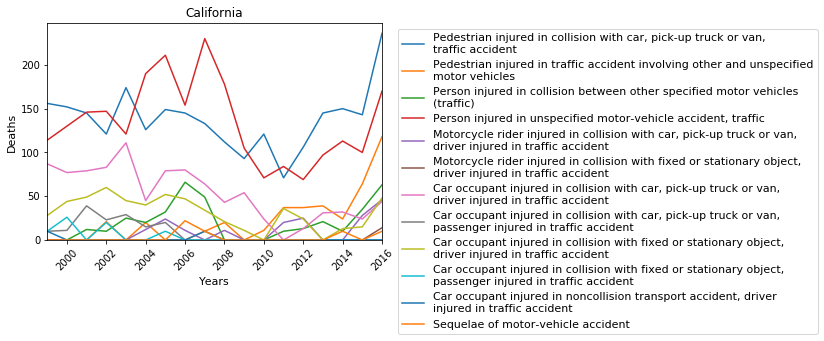 California
Deaths
200
150
100
50
0
2000
2002
2004
2006
2008
2010
2012
2014
2016
Years
Pedestrian injured in collision with car, pick-up truck or van,
traffic accident
Pedestrian injured in traffic accident involving other and unspecified
motor vehicles
Person injured in collision between other specified motor vehicles
(traffic)
Person injured in unspecified motor-vehicle accident, traffic
Motorcycle rider injured in collision with car, pick-up truck or van,
driver injured in traffic accident
Motorcycle rider injured in collision with fixed or stationary object,
driver injured in traffic accident
Car occupant injured in collision with car, pick-up truck or van,
driver injured in traffic accident
Car occupant injured in collision with car, pick-up truck or van,
passenger injured in traffic accident
Car occupant injured in collision with fixed or stationary object,
driver injured in traffic accident
Car occupant injured in collision with fixed or stationary object,
passenger injured in traffic accident
Car occupant injured in noncollision transport accident, driver
injured in traffic accident
Sequelae of motor-vehicle accident